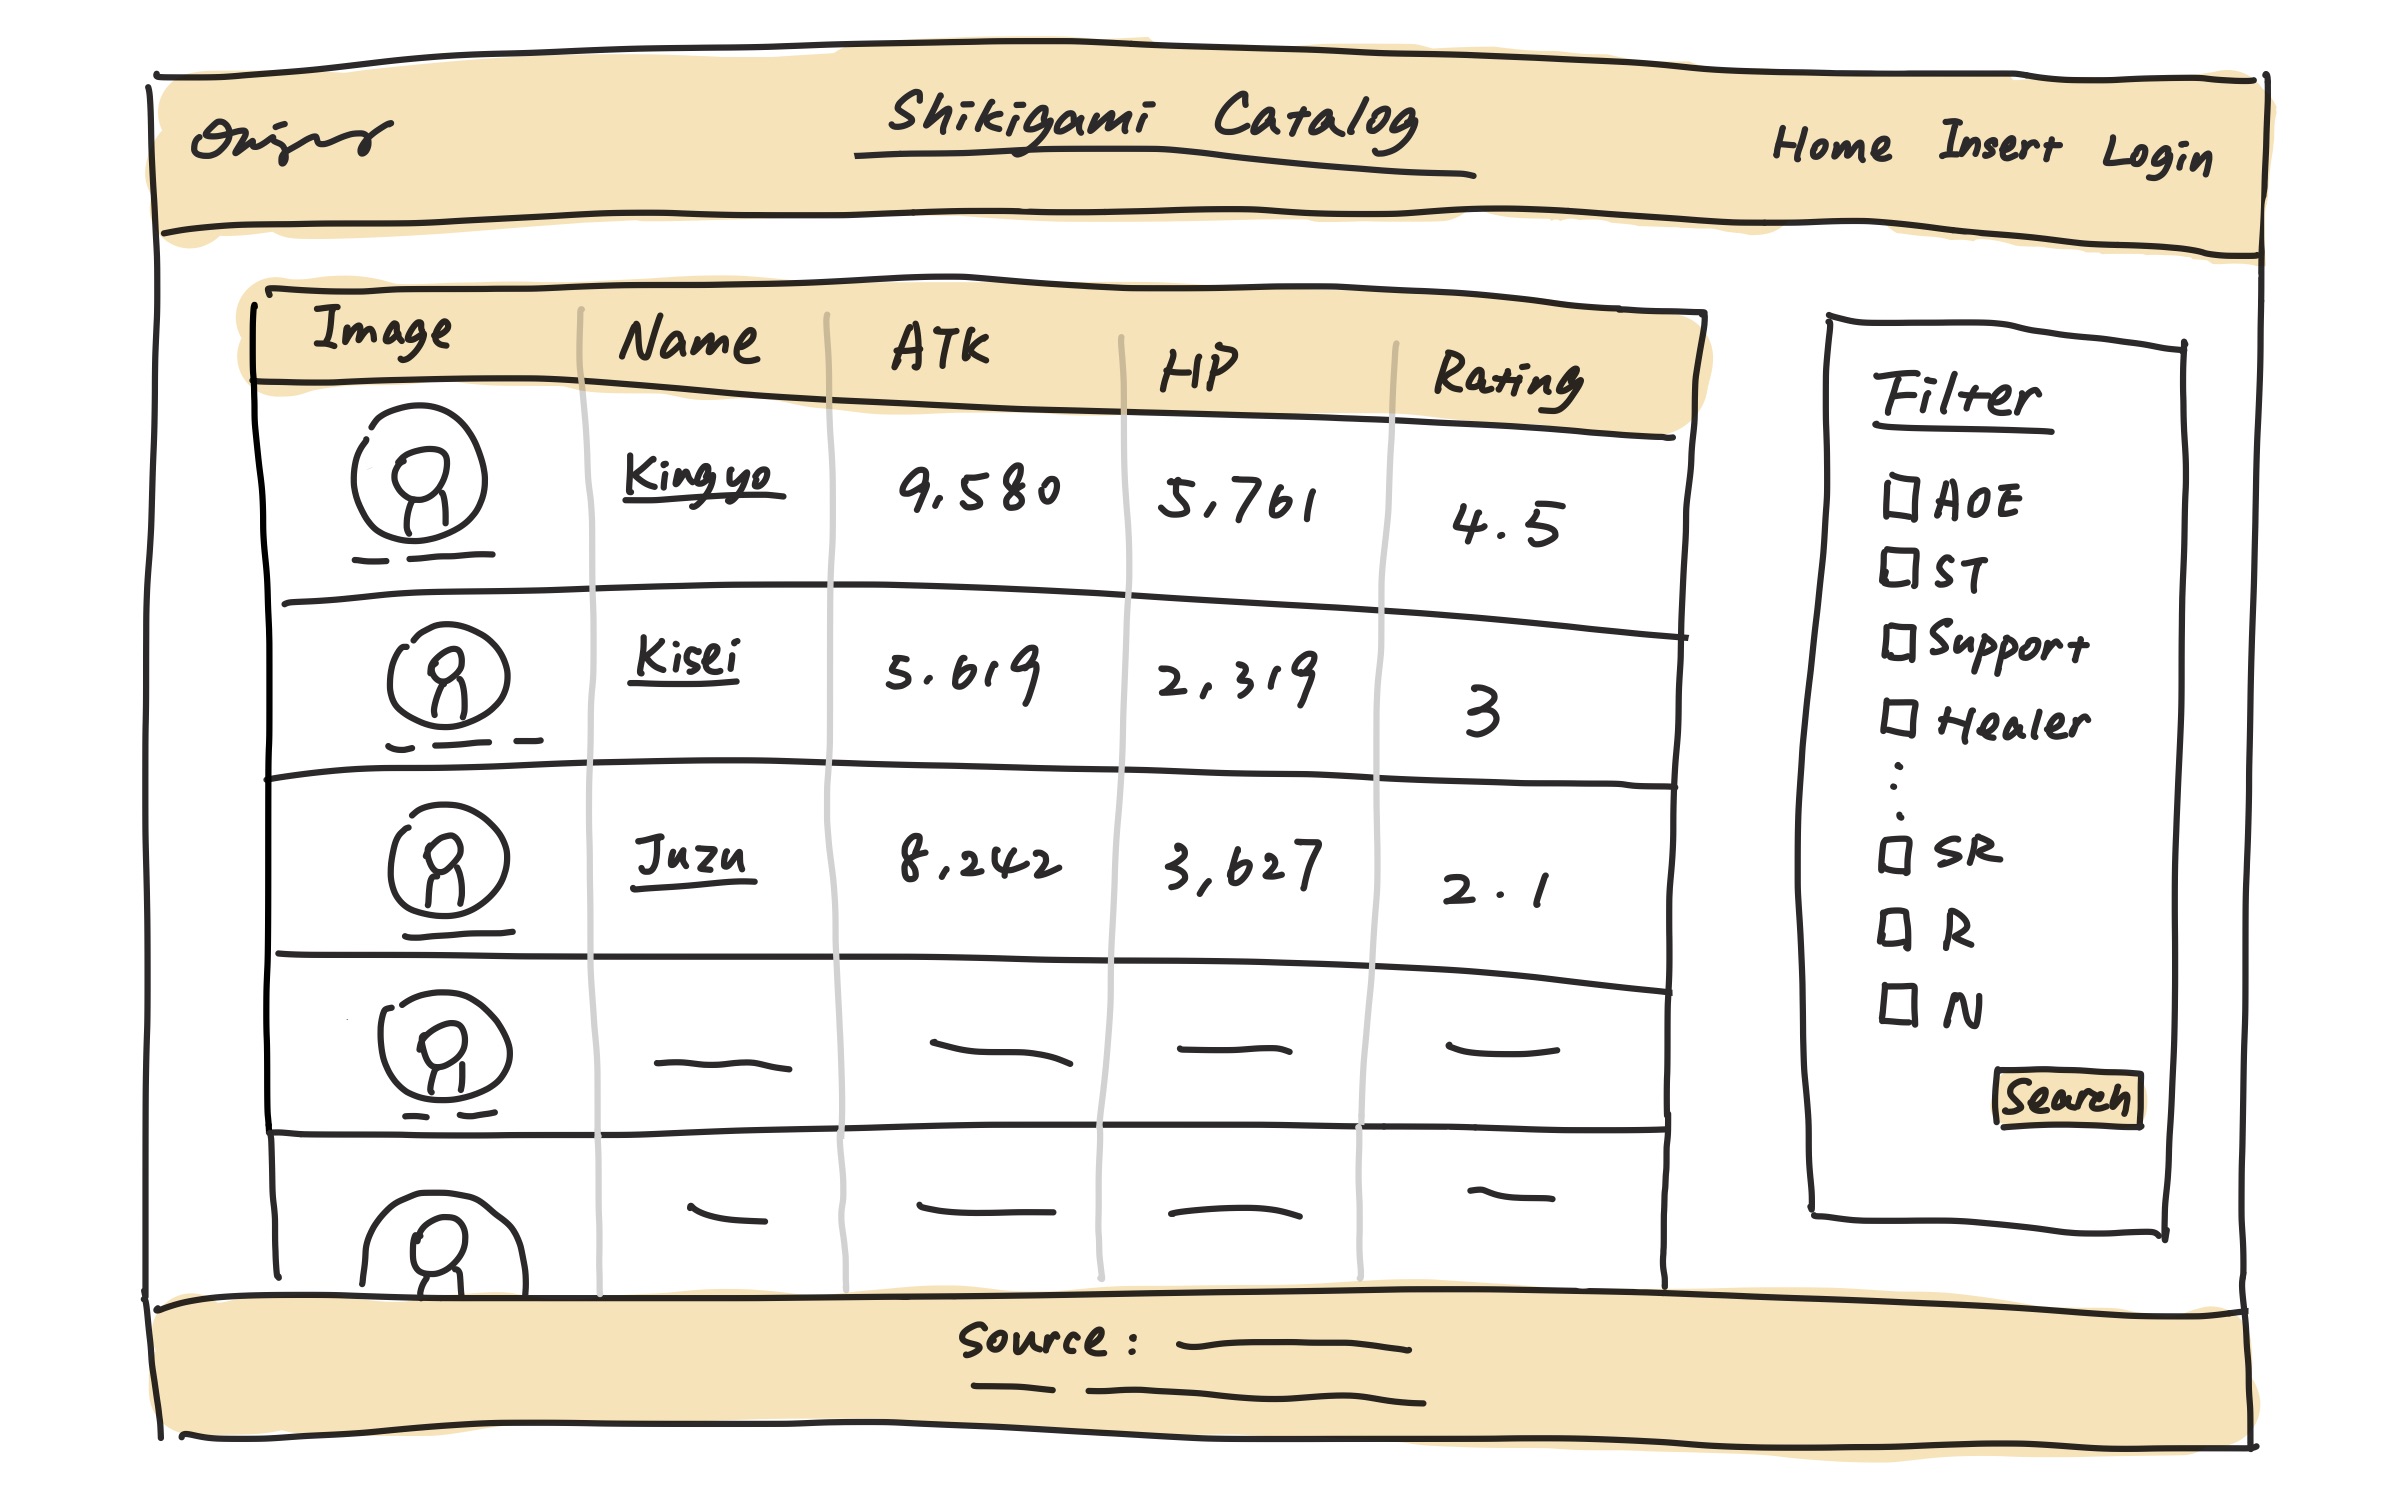 Shikigami Catalog
Home Insert Login
Image Name ATK HP Rating
Kingyo 9,580 5,761 4.5
Kisei 5.619 2,319 3
Juzu 8,242 3,627 2.1
Filter
AOE
ST
Support
Healer
SR
R
N
Search
Source: